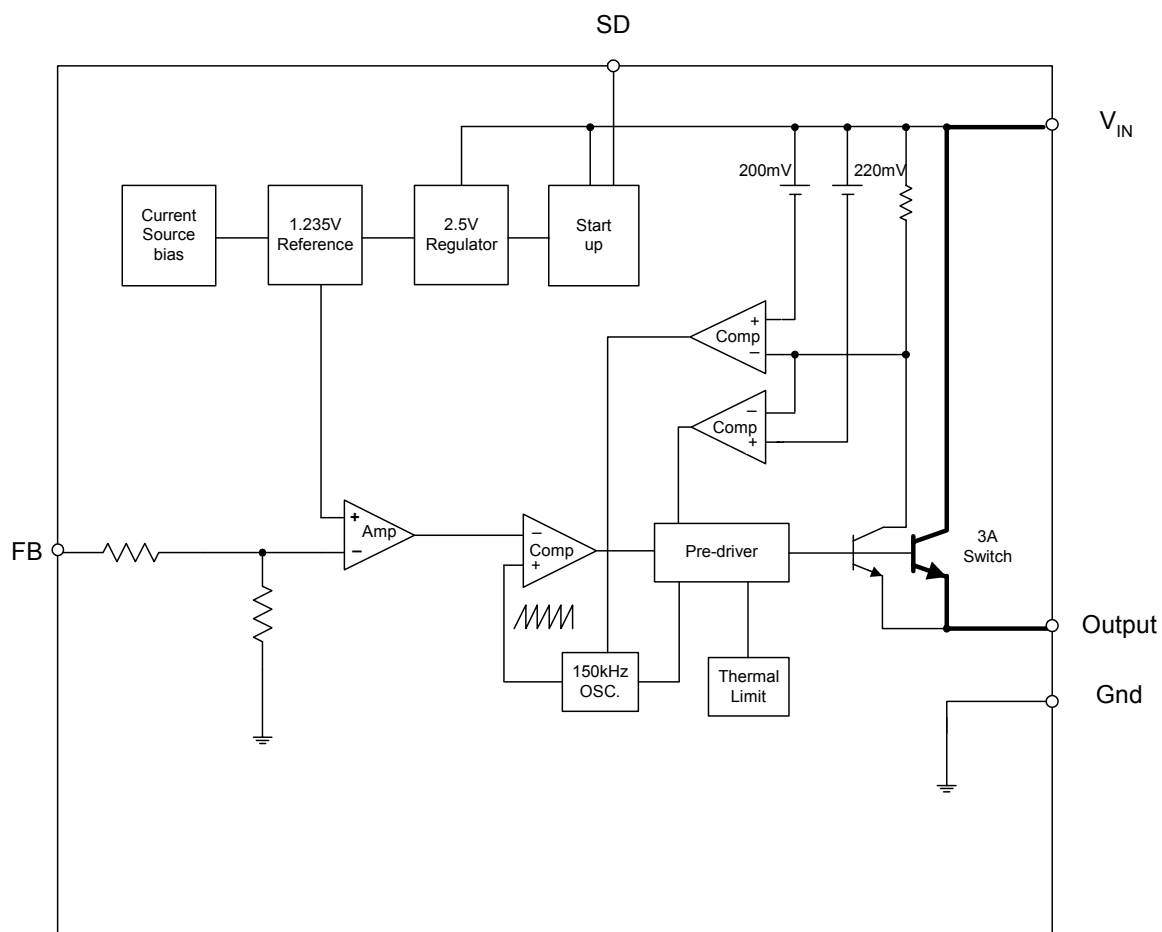 SD
V_IN
200mV
220mV
Current
Source
bias
1.235V
Reference
2.5V
Regulator
Start
up
+
Comp
−
−
Comp
+
+
Amp
−
FB
−
Comp
+
Pre-driver
3A
Switch
Output
150kHz
OSC.
Thermal
Limit
Gnd